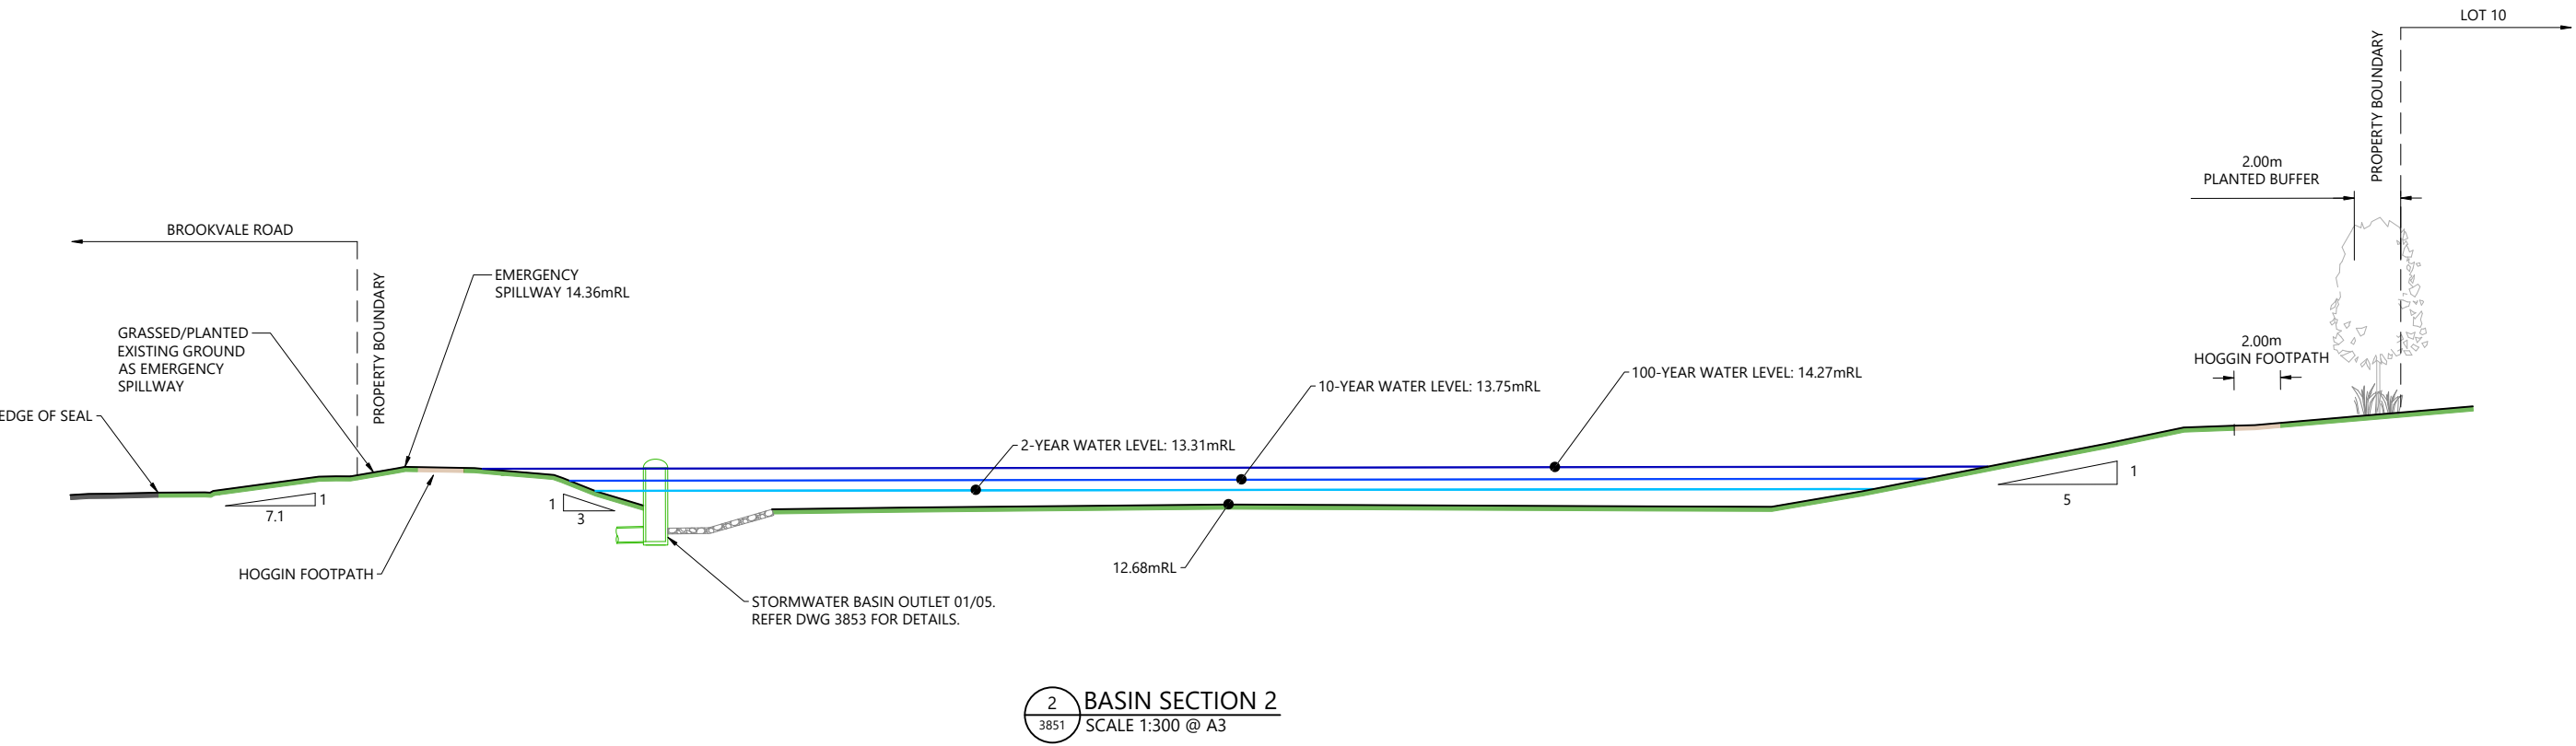 LOT 10
PROPERTY BOUNDARY
2.00m
PLANTED BUFFER
BROOKVALE ROAD
PROPERTY BOUNDARY
EMERGENCY
SPILLWAY 14.36mRL
GRASSED/PLANTED
EXISTING GROUND
AS EMERGENCY
SPILLWAY
2.00m
HOGGIN FOOTPATH
100-YEAR WATER LEVEL: 14.27mRL
10-YEAR WATER LEVEL: 13.75mRL
EDGE OF SEAL
2-YEAR WATER LEVEL: 13.31mRL
1
7.1
1
3
1
5
HOGGIN FOOTPATH
12.68mRL
STORMWATER BASIN OUTLET 01/05.
REFER DWG 3853 FOR DETAILS.
2
3851
BASIN SECTION 2
SCALE 1:300 @ A3